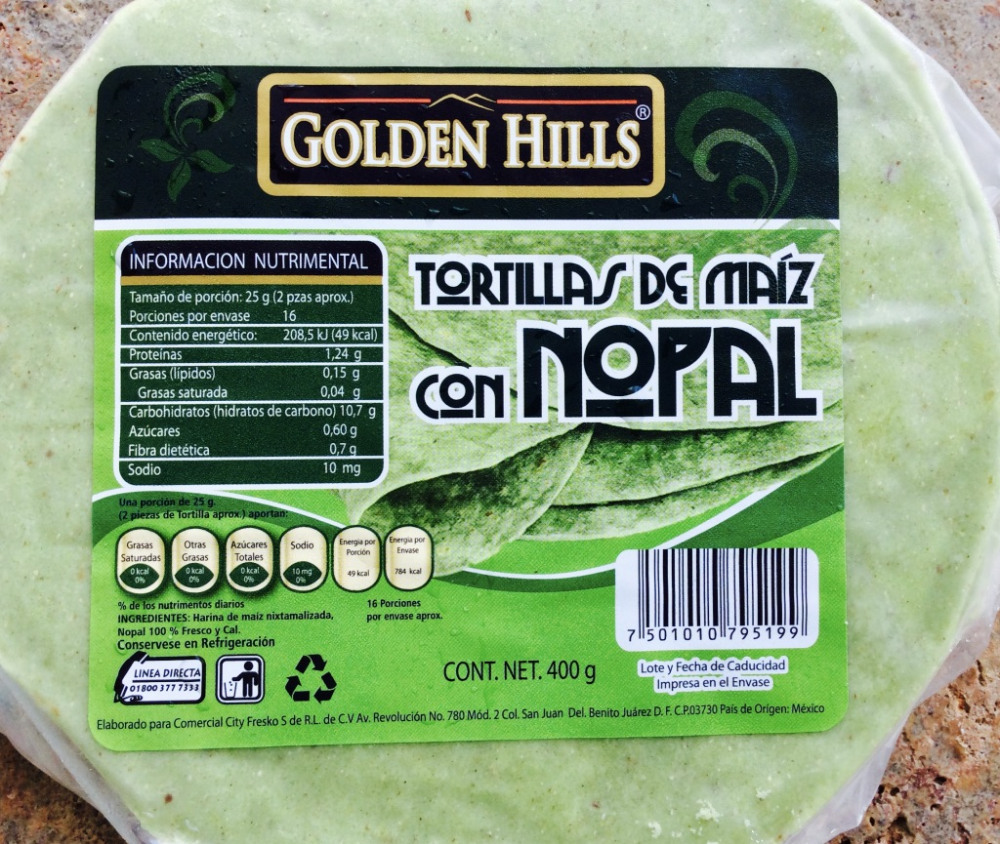 GOLDEN HILLS®
INFORMACION NUTRIMENTAL
Tamaño de porción: 25 g (2 pzas aprox.)
Porciones por envase 16
Contenido energético: 208,5 kJ (49 kcal)
Proteínas 1,24 g
Grasas (lípidos) 0,15 g
Grasas saturada 0,04 g
Carbohidratos (hidratos de carbono) 10,7 g
Azúcares 0,60 g
Fibra dietética 0,7 g
Sodio 10 mg
TORTILLAS DE MAÍZ
CON NOPAL
Una porción de 25 g.
(2 piezas de Tortilla aprox.) aportan:
Grasas Saturadas 0 kcal 0%
Otras Grasas 0 kcal 0%
Azúcares Totales 0 kcal 0%
Sodio 10 mg 0%
Energía por Porción 49 kcal
Energía por Envase 784 kcal
% de los nutrimentos diarios
16 Porciones
por envase aprox.
INGREDIENTES: Harina de maíz nixtamalizada,
Nopal 100 % Fresco y Cal.
Conservese en Refrigeración
LINEA DIRECTA
01800 377 7333
CONT. NET. 400 g
7 501010 795199
Lote y Fecha de Caducidad
Impresa en el Envase
Elaborado para Comercial City Fresko S de R.L. de C.V Av. Revolución No. 780 Mód. 2 Col. San Juan Del. Benito Juárez D. F. C.P.03730 País de Orígen: México